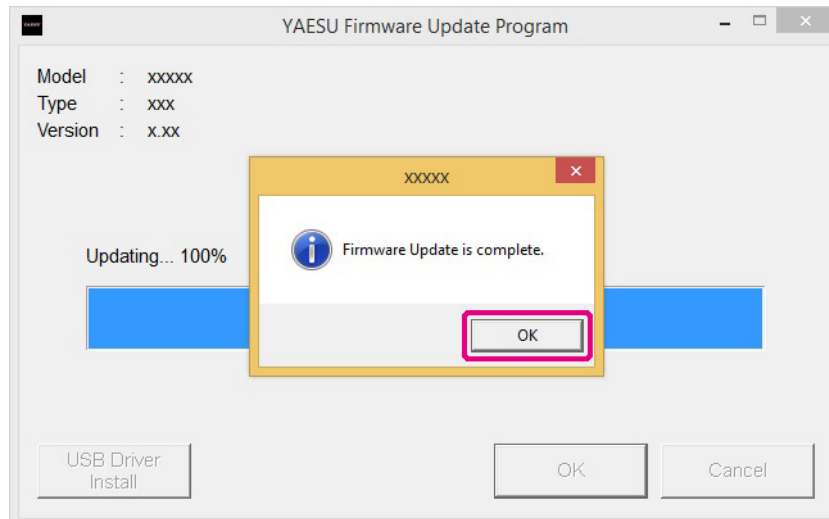 YAESU Firmware Update Program
Model : xxxxx
Type : xxx
Version : x.xx
xxxxx
Updating... 100%
Firmware Update is complete.
OK
USB Driver
Install
OK
Cancel